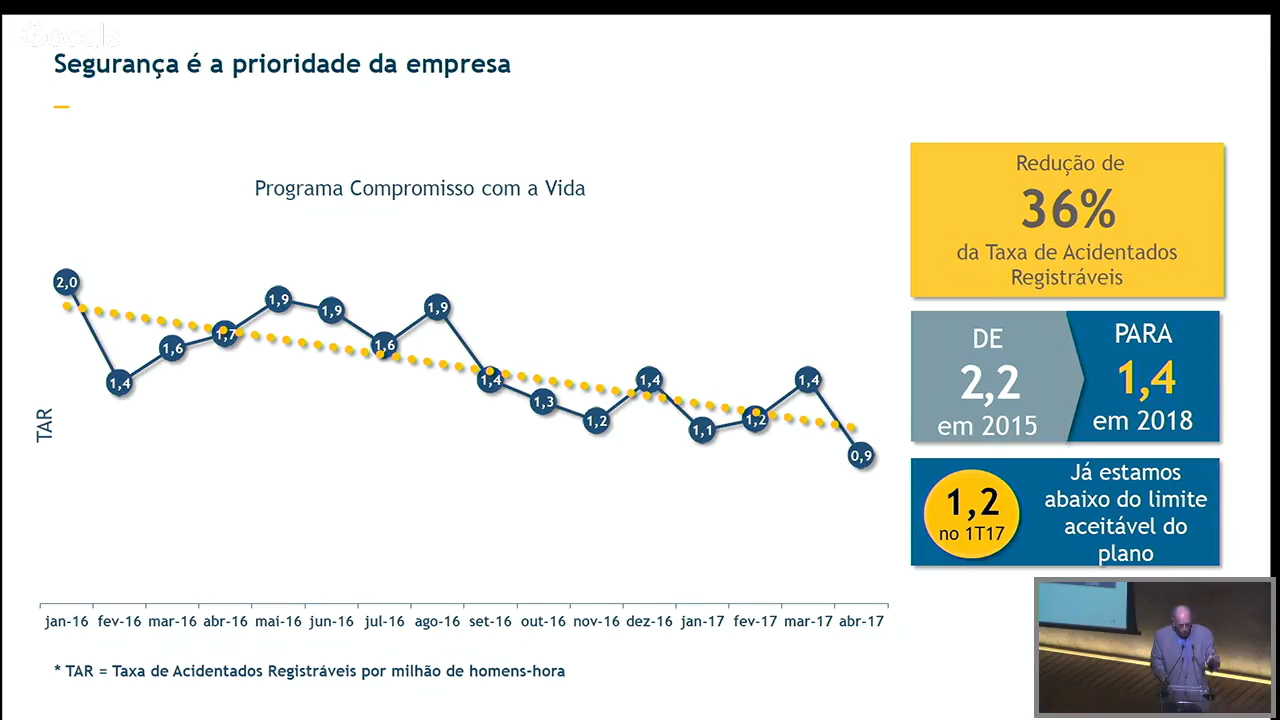 Google
Segurança é a prioridade da empresa
Programa Compromisso com a Vida
TAR
2,0
1,4
1,6
1,7
1,9
1,9
1,6
1,9
1,4
1,3
1,2
1,4
1,1
1,2
1,4
0,9
jan-16 fev-16 mar-16 abr-16 mai-16 jun-16 jul-16 ago-16 set-16 out-16 nov-16 dez-16 jan-17 fev-17 mar-17 abr-17
* TAR = Taxa de Acidentados Registráveis por milhão de homens-hora
Redução de
36%
da Taxa de Acidentados
Registráveis
DE
2,2
em 2015
PARA
1,4
em 2018
1,2
no 1T17
Já estamos
abaixo do limite
aceitável do
plano